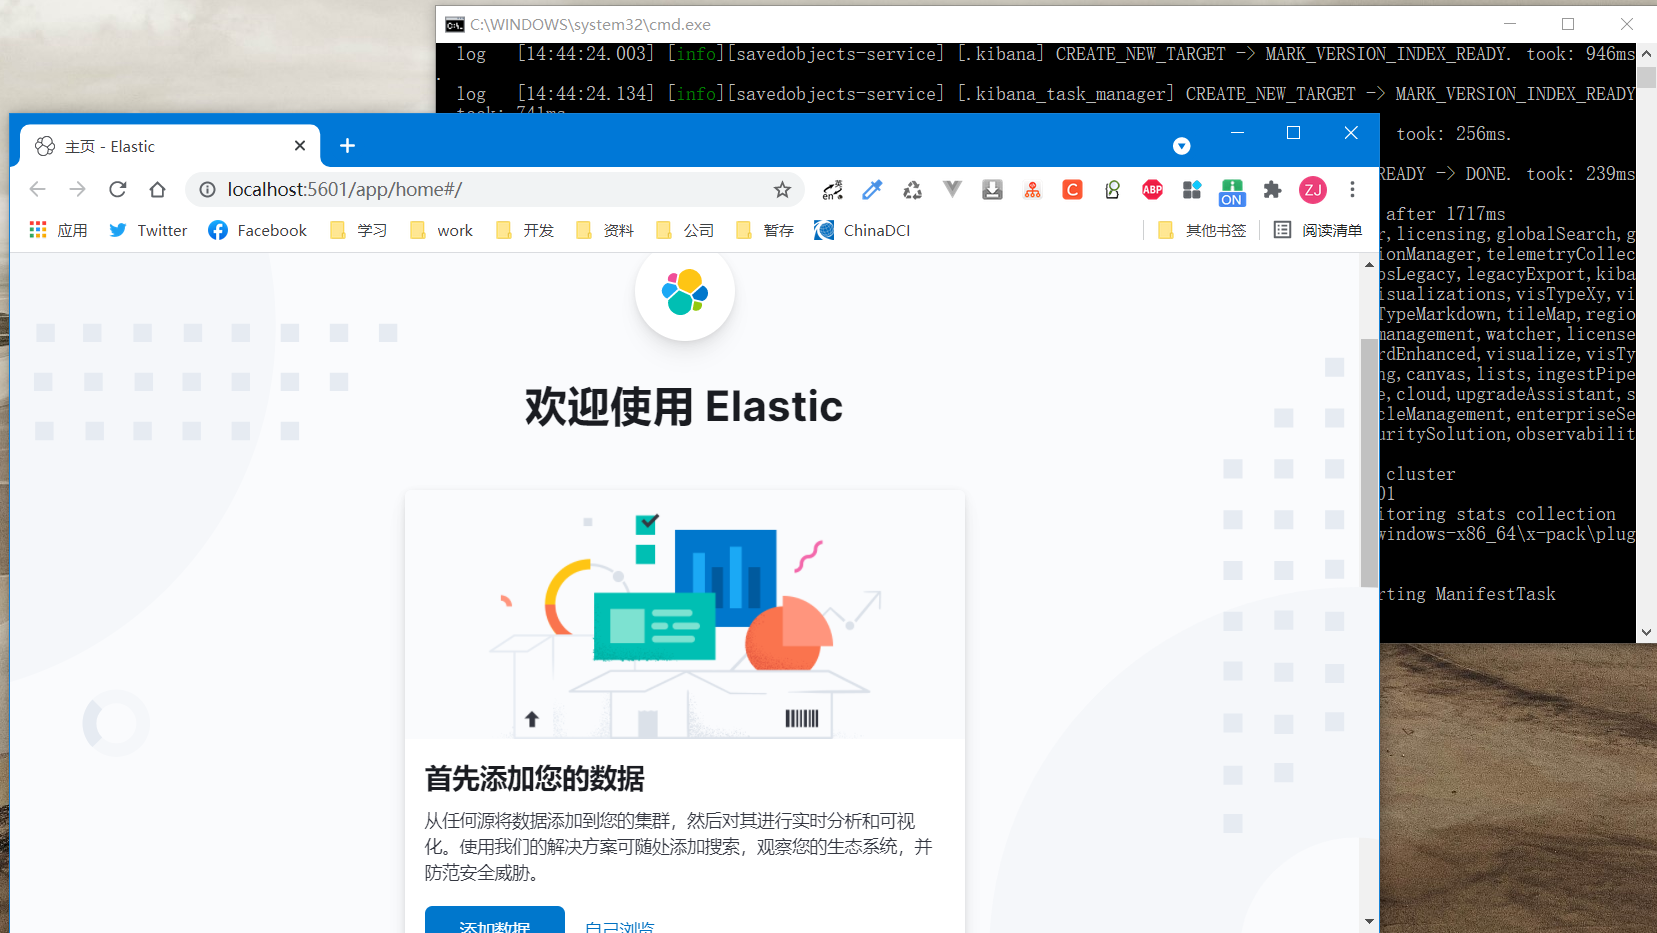 C:\WINDOWS\system32\cmd.exe
log [14:44:24.003] [info][savedobjects-service] [.kibana] CREATE_NEW_TARGET -> MARK_VERSION_INDEX_READY. took: 946ms
.
log [14:44:24.134] [info][savedobjects-service] [.kibana_task_manager] CREATE_NEW_TARGET -> MARK_VERSION_INDEX_READY
took: 741ms
took: 256ms.
READY -> DONE. took: 239ms
after 1717ms
r,licensing,globalSearch,g
ionManager,telemetryCollec
osLegacy,legacyExport,kiba
isualizations,visTypeXy,vi
TypeMarkdown,tileMap,regio
management,watcher,license
rdEnhanced,visualize,visTy
ng,canvas,lists,ingestPipe
e,cloud,upgradeAssistant,s
cleManagement,enterpriseSe
uritySolution,observabilit
cluster
01
itoring stats collection
windows-x86_64\x-pack\plug
rting ManifestTask
主页 - Elastic
localhost:5601/app/home#/
英
en
C
ABP
ON
ZJ
应用 Twitter Facebook 学习 work 开发 资料 公司 暂存 ChinaDCI 其他书签 阅读清单
欢迎使用 Elastic
首先添加您的数据
从任何源将数据添加到您的集群，然后对其进行实时分析和可视
化。使用我们的解决方案可随处添加搜索，观察您的生态系统，并
防范安全威胁。
添加数据 自己浏览